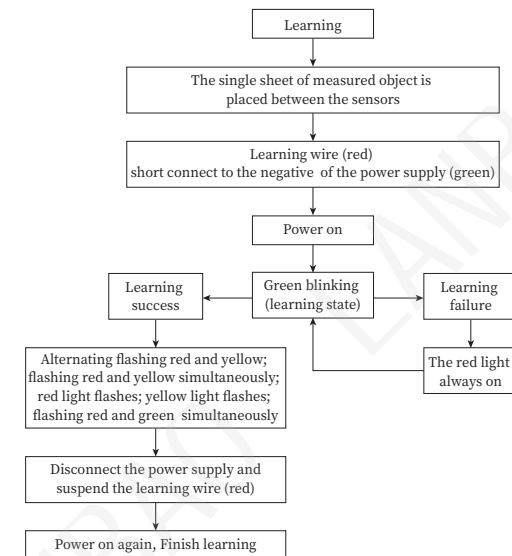 Learning
The single sheet of measured object is
placed between the sensors
Learning wire (red)
short connect to the negative of the power supply (green)
Power on
Learning
success
Green blinking
(learning state)
Learning
failure
Alternating flashing red and yellow;
flashing red and yellow simultaneously;
red light flashes; yellow light flashes;
flashing red and green simultaneously
The red light
always on
Disconnect the power supply and
suspend the learning wire (red)
Power on again, Finish learning